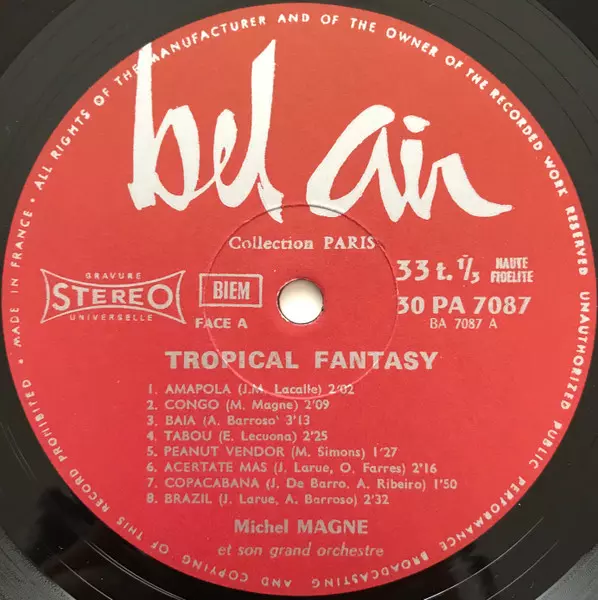 MADE IN FRANCE • ALL RIGHTS OF THE MANUFACTURER AND OF THE OWNER OF THE RECORDED WORK RESERVED UNAUTHORIZED PUBLIC PERFORMANCE BROADCASTING AND COPYING OF THIS RECORD PROHIBITED •
bel air
Collection PARIS
33 t. 1/3 HAUTE
FIDELITE
GRAVURE
STEREO
UNIVERSELLE
BIEM
FACE A
30 PA 7087
BA 7087 A
TROPICAL FANTASY
1. AMAPOLA (J.M. Lacalle) 2'02
2. CONGO (M. Magne) 2'09
3. BAIA (A. Barroso' 3'13
4. TABOU (E. Lecuona) 2'25
5. PEANUT VENDOR (M. Simons) 1'27
6. ACERTATE MAS (J. Larue, O. Farres) 2'16
7. COPACABANA (J. De Barro, A. Ribeiro) 1'50
8. BRAZIL (J. Larue, A. Barroso) 2'32
Michel MAGNE
et son grand orchestre